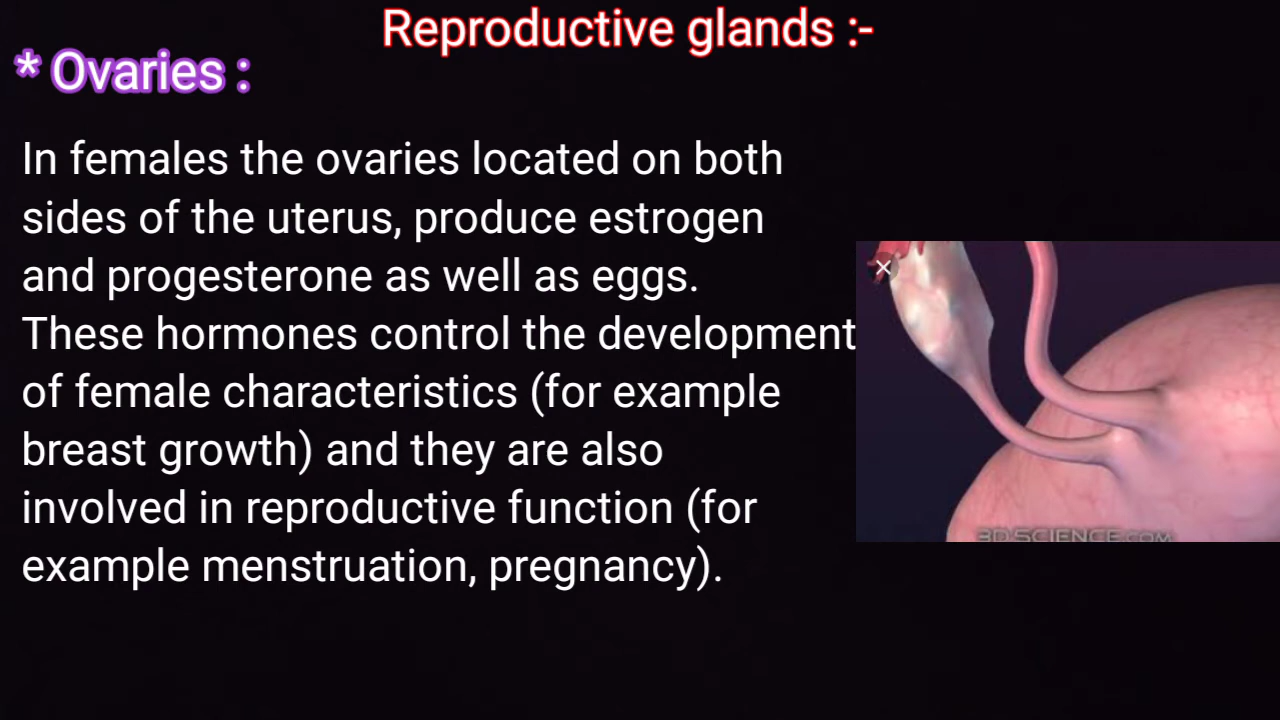 Reproductive glands :-
* Ovaries :
In females the ovaries located on both
sides of the uterus, produce estrogen
and progesterone as well as eggs.
These hormones control the development
of female characteristics (for example
breast growth) and they are also
involved in reproductive function (for
example menstruation, pregnancy).
3DSCIENCE.COM